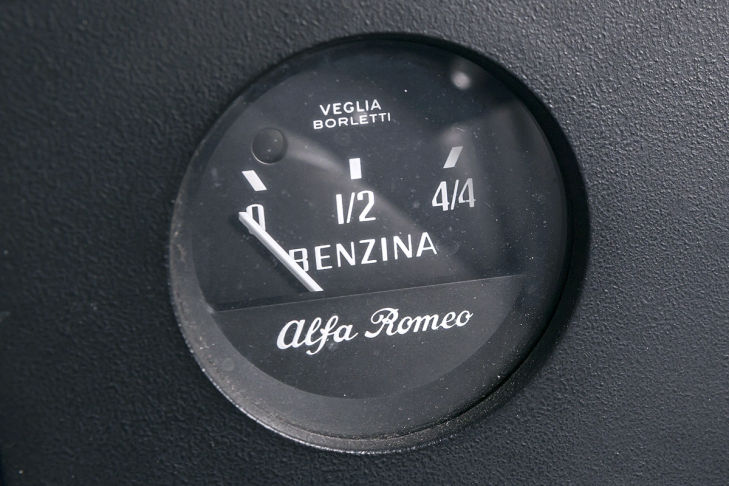 VEGLIA
BORLETTI
0 1/2 4/4
BENZINA
Alfa Romeo